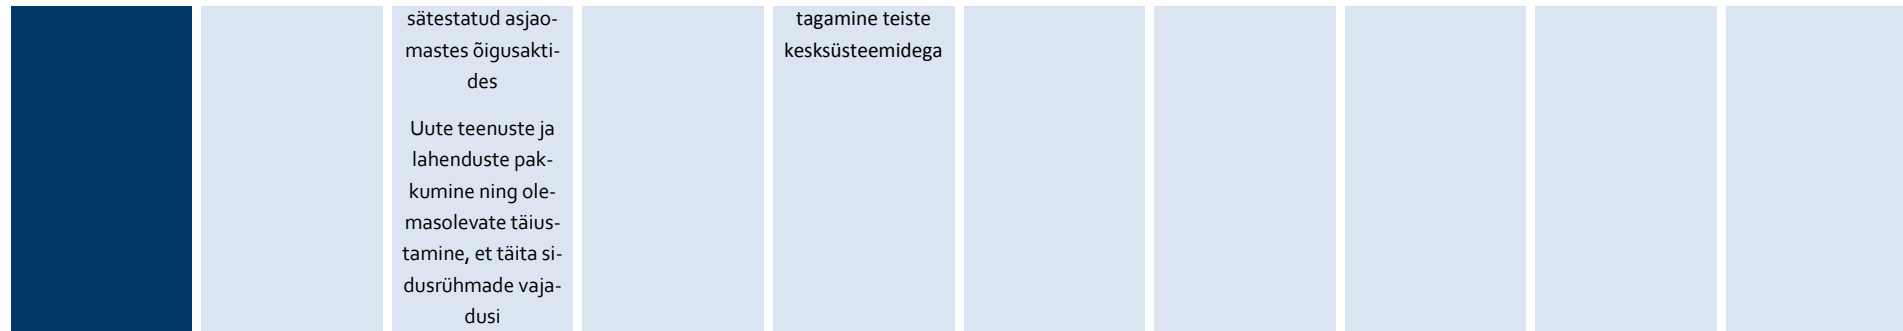 sätestatud asjao-
mastes õigusakti-
des
Uute teenuste ja
lahenduste pak-
kumine ning ole-
masolevate täius-
tamine, et täita si-
dusrühmade vaja-
dusi
tagamine teiste
kesksüsteemidega